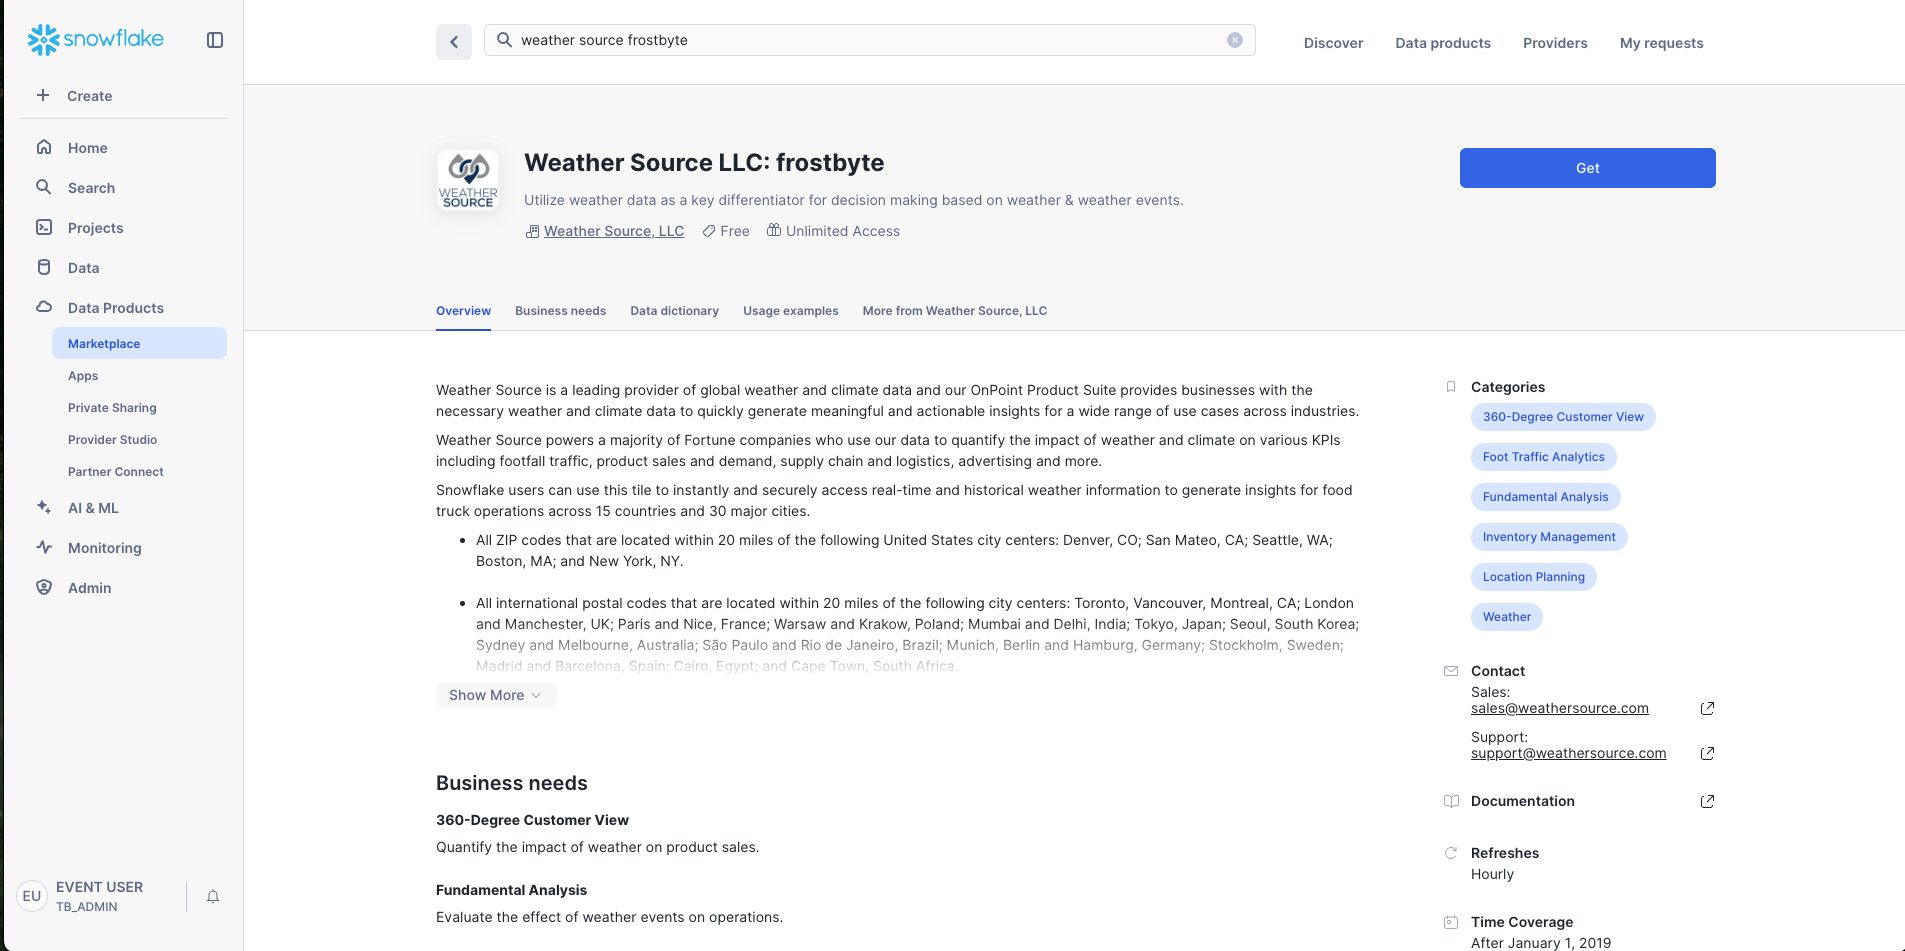 snowflake
Create
Home
Search
Projects
Data
Data Products
Marketplace
Apps
Private Sharing
Provider Studio
Partner Connect
AI & ML
Monitoring
Admin
EU
EVENT USER
TB_ADMIN
weather source frostbyte
Discover
Data products
Providers
My requests
WEATHER
SOURCE
Weather Source LLC: frostbyte
Utilize weather data as a key differentiator for decision making based on weather & weather events.
Weather Source, LLC
Free
Unlimited Access
Get
Overview
Business needs
Data dictionary
Usage examples
More from Weather Source, LLC
Weather Source is a leading provider of global weather and climate data and our OnPoint Product Suite provides businesses with the
necessary weather and climate data to quickly generate meaningful and actionable insights for a wide range of use cases across industries.
Weather Source powers a majority of Fortune companies who use our data to quantify the impact of weather and climate on various KPIs
including footfall traffic, product sales and demand, supply chain and logistics, advertising and more.
Snowflake users can use this tile to instantly and securely access real-time and historical weather information to generate insights for food
truck operations across 15 countries and 30 major cities.
• All ZIP codes that are located within 20 miles of the following United States city centers: Denver, CO; San Mateo, CA; Seattle, WA;
Boston, MA; and New York, NY.
• All international postal codes that are located within 20 miles of the following city centers: Toronto, Vancouver, Montreal, CA; London
and Manchester, UK; Paris and Nice, France; Warsaw and Krakow, Poland; Mumbai and Delhi, India; Tokyo, Japan; Seoul, South Korea;
Sydney and Melbourne, Australia; São Paulo and Rio de Janeiro, Brazil; Munich, Berlin and Hamburg, Germany; Stockholm, Sweden;
Madrid and Barcelona, Spain; Cairo, Egypt; and Cape Town, South Africa.
Show More
Business needs
360-Degree Customer View
Quantify the impact of weather on product sales.
Fundamental Analysis
Evaluate the effect of weather events on operations.
Categories
360-Degree Customer View
Foot Traffic Analytics
Fundamental Analysis
Inventory Management
Location Planning
Weather
Contact
Sales:
sales@weathersource.com
Support:
support@weathersource.com
Documentation
Refreshes
Hourly
Time Coverage
After January 1, 2019